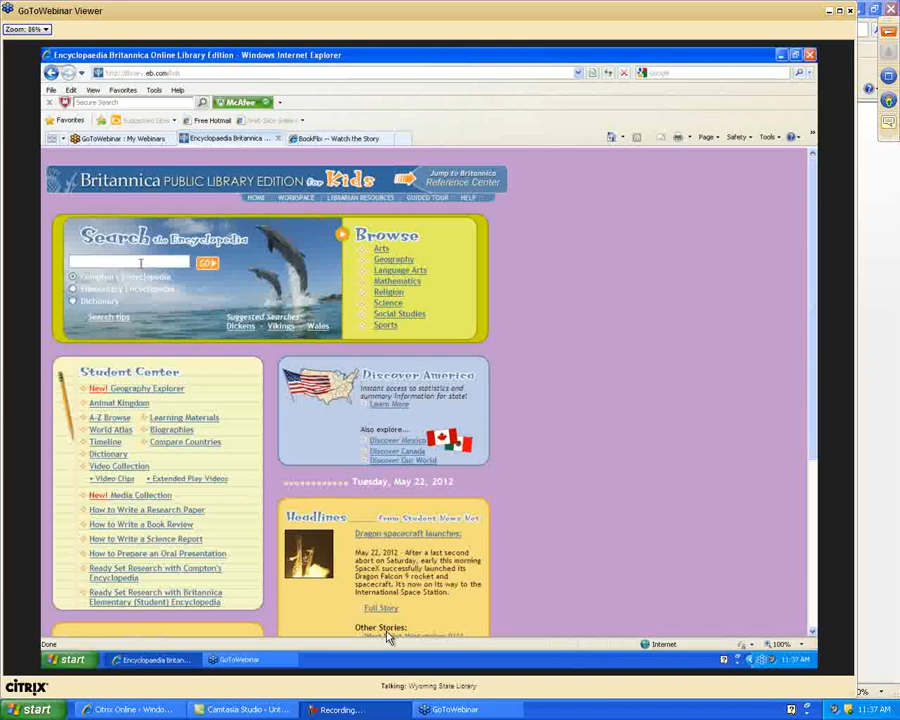 GoToWebinar Viewer
Zoom: 86%
Encyclopaedia Britannica Online Library Edition - Windows Internet Explorer
Google
File Edit View Favorites Tools Help
Secure Search McAfee
Favorites Suggested Sites Free Hotmail Web Slice Gallery
GoToWebinar : My Webinars Encyclopaedia Britannica ... BookFlix -- Watch the Story
Page Safety Tools
Britannica PUBLIC LIBRARY EDITION for Kids
Jump to Britannica
Reference Center
HOME WORKSPACE LIBRARIAN RESOURCES GUIDED TOUR HELP
Search the Encyclopedia
GO
Compton's Encyclopedia
Elementary Encyclopedia
Dictionary
Search tips
Suggested Searches:
Dickens - Vikings - Wales
Browse
Arts
Geography
Language Arts
Mathematics
Religion
Science
Social Studies
Sports
Student Center
New! Geography Explorer
Animal Kingdom
A-Z Browse Learning Materials
World Atlas Biographies
Timeline Compare Countries
Dictionary
Video Collection
+ Video Clips + Extended Play Videos
New! Media Collection
How to Write a Research Paper
How to Write a Book Review
How to Write a Science Report
How to Prepare an Oral Presentation
Ready Set Research with Compton's
Encyclopedia
Ready Set Research with Britannica
Elementary (Student) Encyclopedia
Discover America
Instant access to statistics and
summary information for state!
Learn More
Also explore...
Discover Mexico
Discover Canada
Discover Our World
Tuesday, May 22, 2012
Headlines from Student News Net
Dragon spacecraft launches:
May 22, 2012 - After a last second
abort on Saturday, early this morning
SpaceX successfully launched its
Dragon Falcon 9 rocket and
spacecraft. It's now on its way to the
International Space Station.
Full Story
Other Stories:
Done Internet 100%
start Encyclopaedia Britan... GoToWebinar 11:37 AM
CITRIX Talking: Wyoming State Library
start Citrix Online - Windo... Camtasia Studio - Unt... Recording... GoToWebinar 11:37 AM